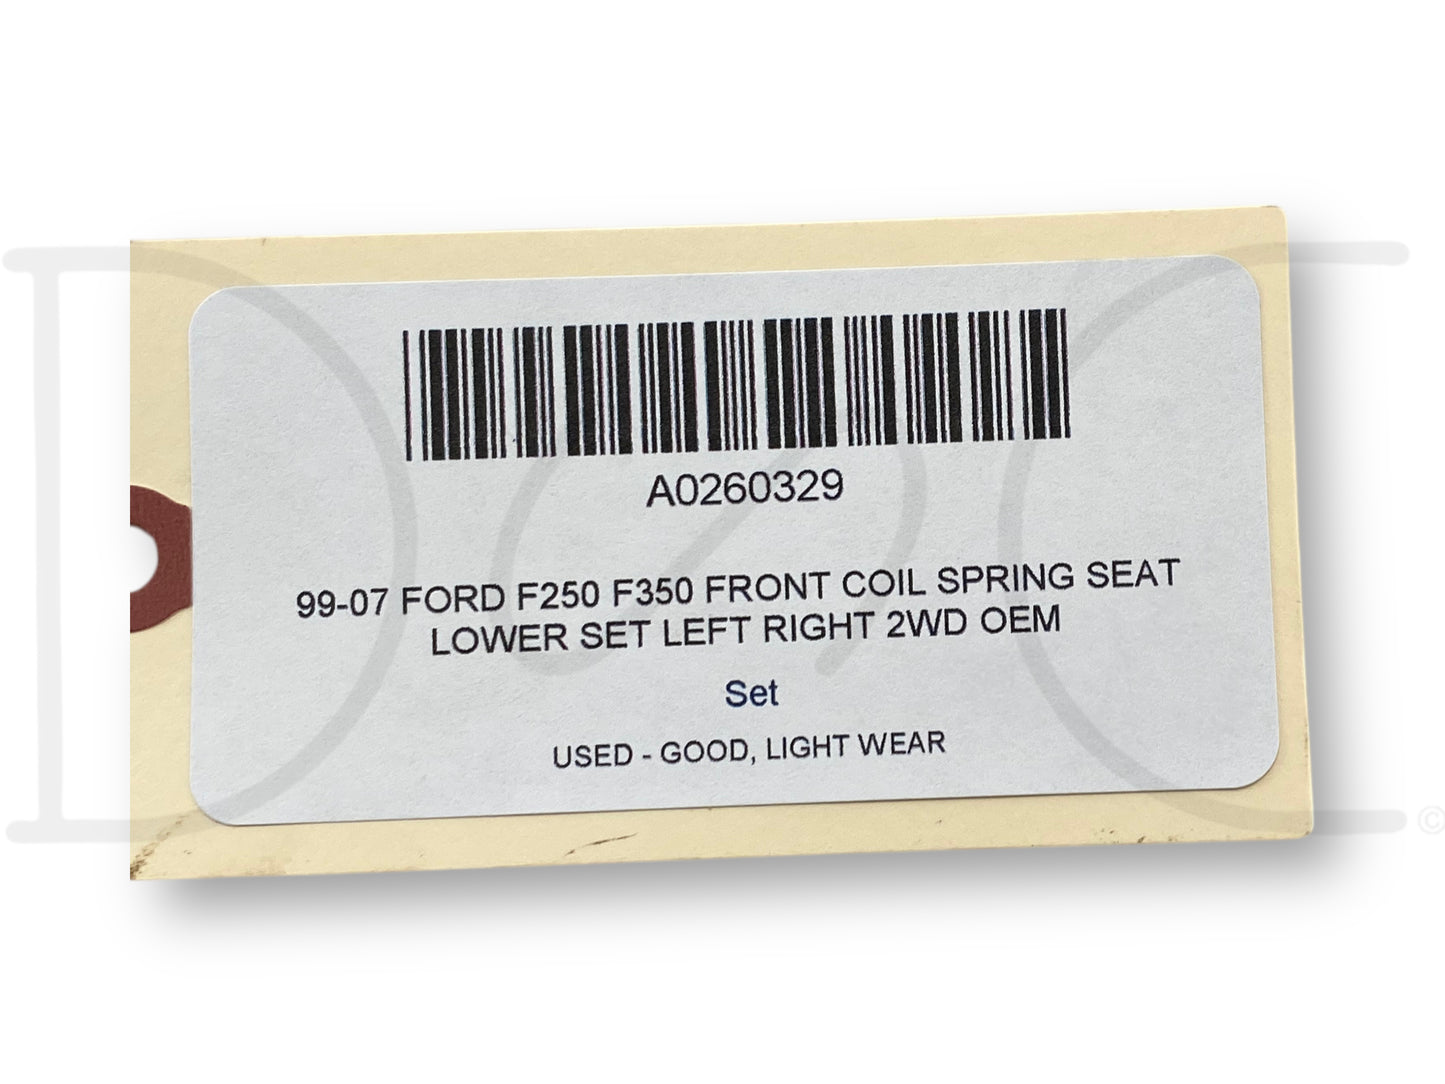 A0260329
99-07 FORD F250 F350 FRONT COIL SPRING SEAT
LOWER SET LEFT RIGHT 2WD OEM
Set
USED - GOOD, LIGHT WEAR
©